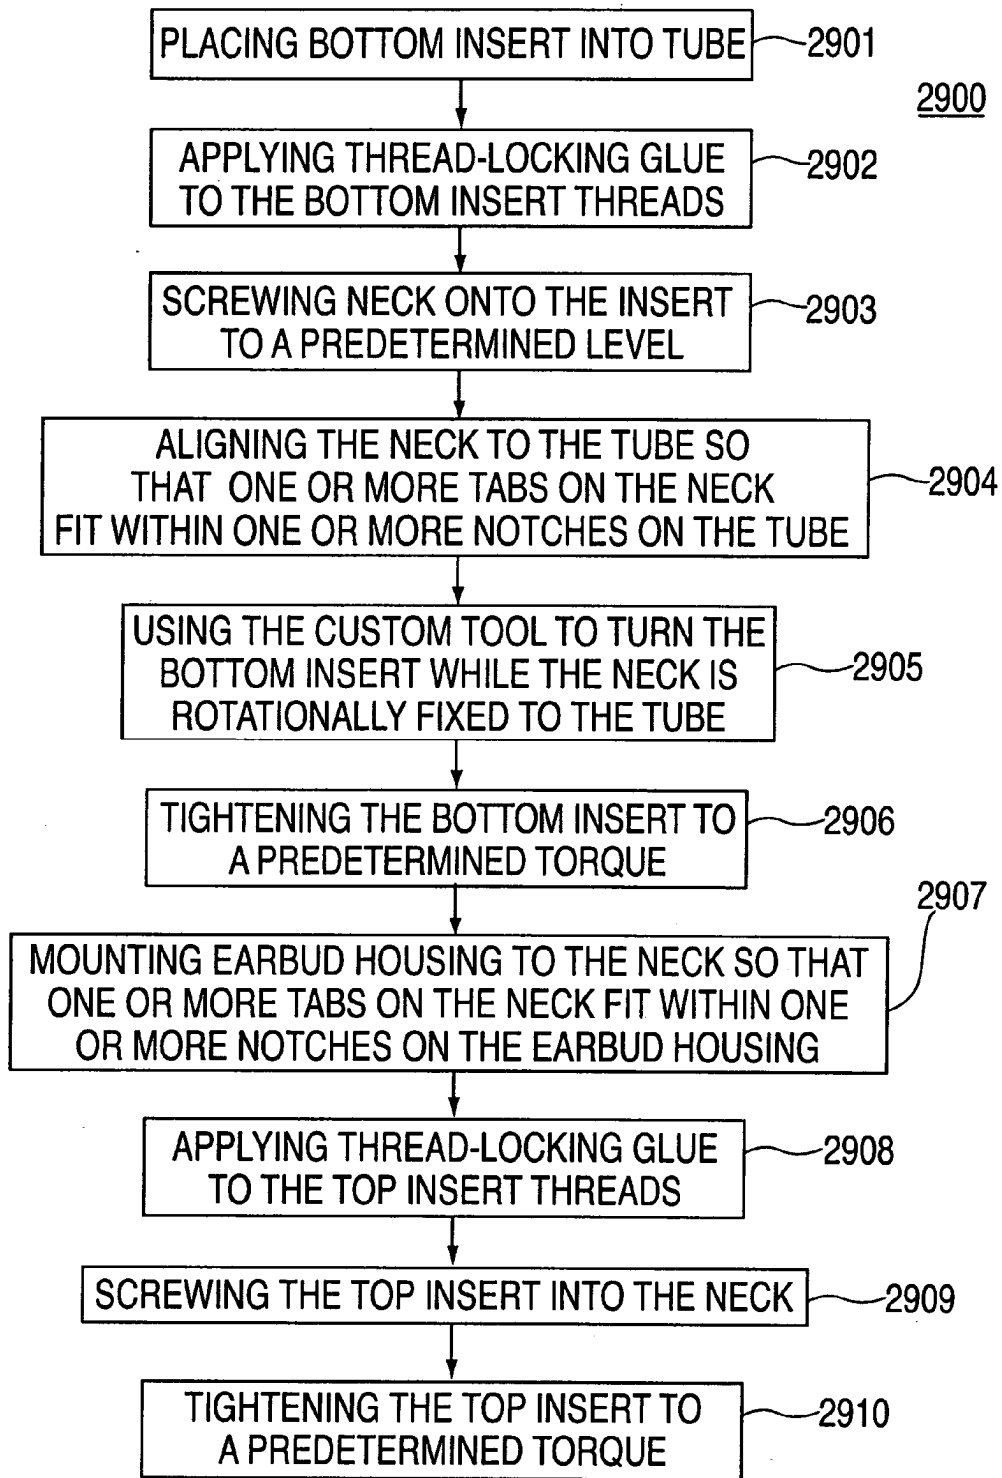 PLACING BOTTOM INSERT INTO TUBE
2901
2900
APPLYING THREAD-LOCKING GLUE
TO THE BOTTOM INSERT THREADS
2902
SCREWING NECK ONTO THE INSERT
TO A PREDETERMINED LEVEL
2903
ALIGNING THE NECK TO THE TUBE SO
THAT ONE OR MORE TABS ON THE NECK
FIT WITHIN ONE OR MORE NOTCHES ON THE TUBE
2904
USING THE CUSTOM TOOL TO TURN THE
BOTTOM INSERT WHILE THE NECK IS
ROTATIONALLY FIXED TO THE TUBE
2905
TIGHTENING THE BOTTOM INSERT TO
A PREDETERMINED TORQUE
2906
MOUNTING EARBUD HOUSING TO THE NECK SO THAT
ONE OR MORE TABS ON THE NECK FIT WITHIN ONE
OR MORE NOTCHES ON THE EARBUD HOUSING
2907
APPLYING THREAD-LOCKING GLUE
TO THE TOP INSERT THREADS
2908
SCREWING THE TOP INSERT INTO THE NECK
2909
TIGHTENING THE TOP INSERT TO
A PREDETERMINED TORQUE
2910